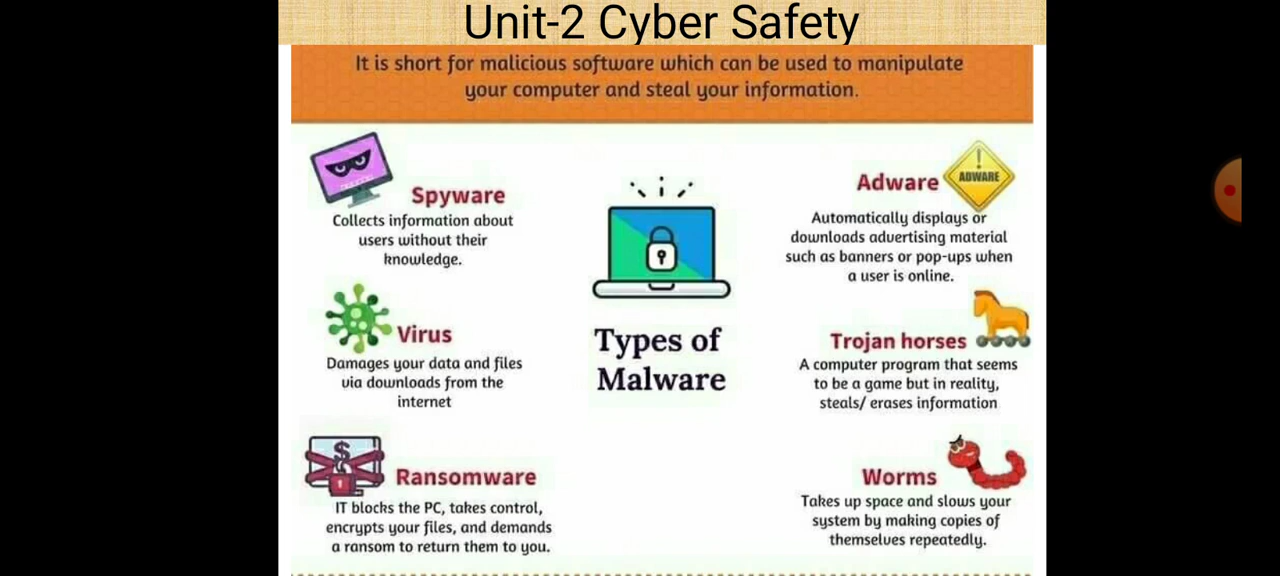 Unit-2 Cyber Safety
It is short for malicious software which can be used to manipulate
your computer and steal your information.
Spyware
Collects information about
users without their
knowledge.
Adware
ADWARE
Automatically displays or
downloads advertising material
such as banners or pop-ups when
a user is online.
Virus
Damages your data and files
via downloads from the
internet
Types of
Malware
Trojan horses
A computer program that seems
to be a game but in reality,
steals/ erases information
Ransomware
IT blocks the PC, takes control,
encrypts your files, and demands
a ransom to return them to you.
Worms
Takes up space and slows your
system by making copies of
themselves repeatedly.